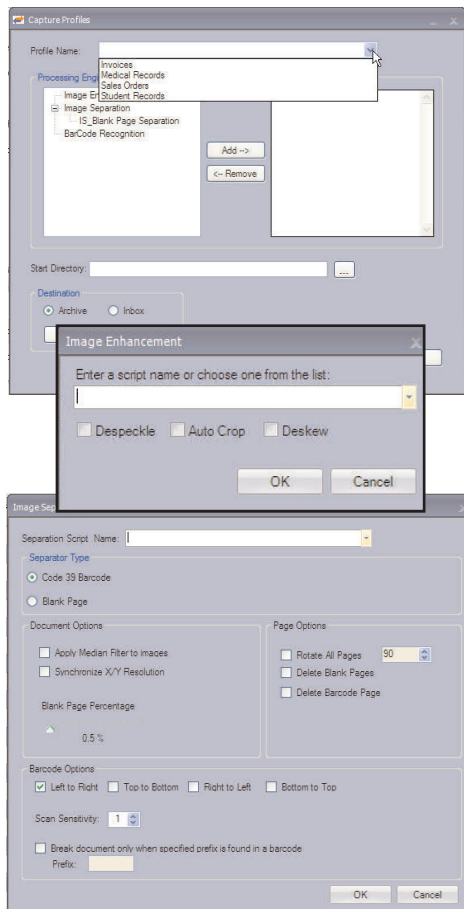 Capture Profiles
Profile Name:
Invoices
Medical Records
Sales Orders
Student Records
Processing Engi
Image En
Image Separation
IS_Blank Page Separation
BarCode Recognition
Add -->
<-- Remove
Start Directory:
...
Destination
Archive Inbox
Image Enhancement
Enter a script name or choose one from the list:
Despeckle Auto Crop Deskew
OK Cancel
Image Sep
Separation Script Name:
Separator Type
Code 39 Barcode
Blank Page
Document Options Page Options
Apply Median Filter to images Rotate All Pages 90
Synchronize X/Y Resolution Delete Blank Pages
Delete Barcode Page
Blank Page Percentage
0.5 %
Barcode Options
Left to Right Top to Bottom Right to Left Bottom to Top
Scan Sensitivity: 1
Break document only when specified prefix is found in a barcode
Prefix:
OK Cancel